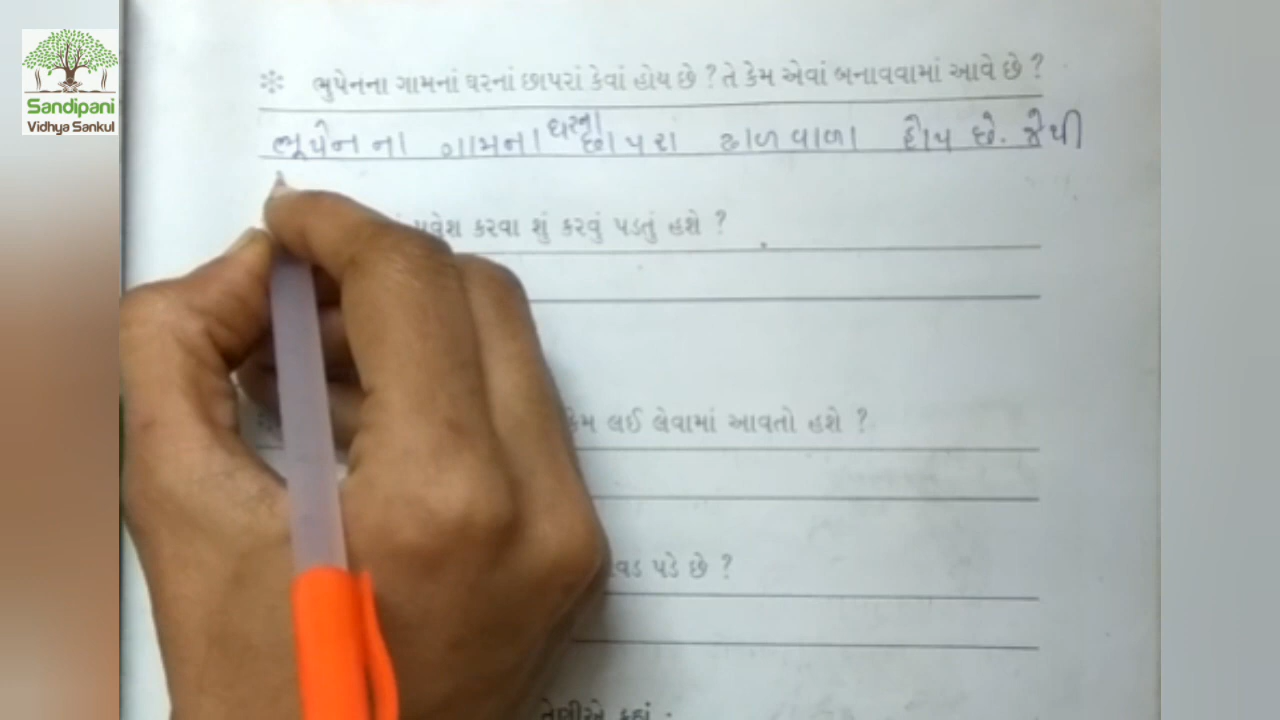 Sandipani
Vidhya Sankul
* ભુપેનના ગામનાં ઘરનાં છાપરાં કેવાં હોય છે ? તે કેમ એવાં બનાવવામાં આવે છે ?
ભૂપેનના ગામના ઘરના છાપરા ઢાળવાળા હોય છે. જેથી
પ્રવેશ કરવા શું કરવું પડતું હશે ?
કેમ લઈ લેવામાં આવતો હશે ?
પડે છે ?